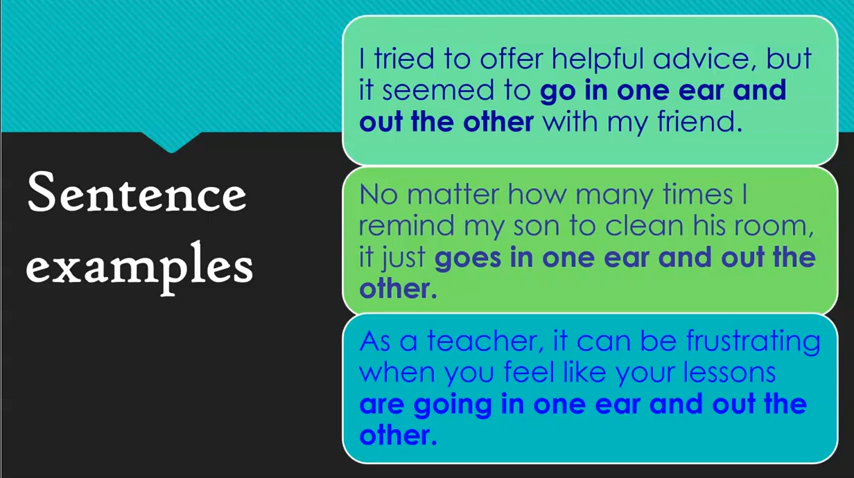 Sentence
examples
I tried to offer helpful advice, but
it seemed to go in one ear and
out the other with my friend.
No matter how many times I
remind my son to clean his room,
it just goes in one ear and out the
other.
As a teacher, it can be frustrating
when you feel like your lessons
are going in one ear and out the
other.